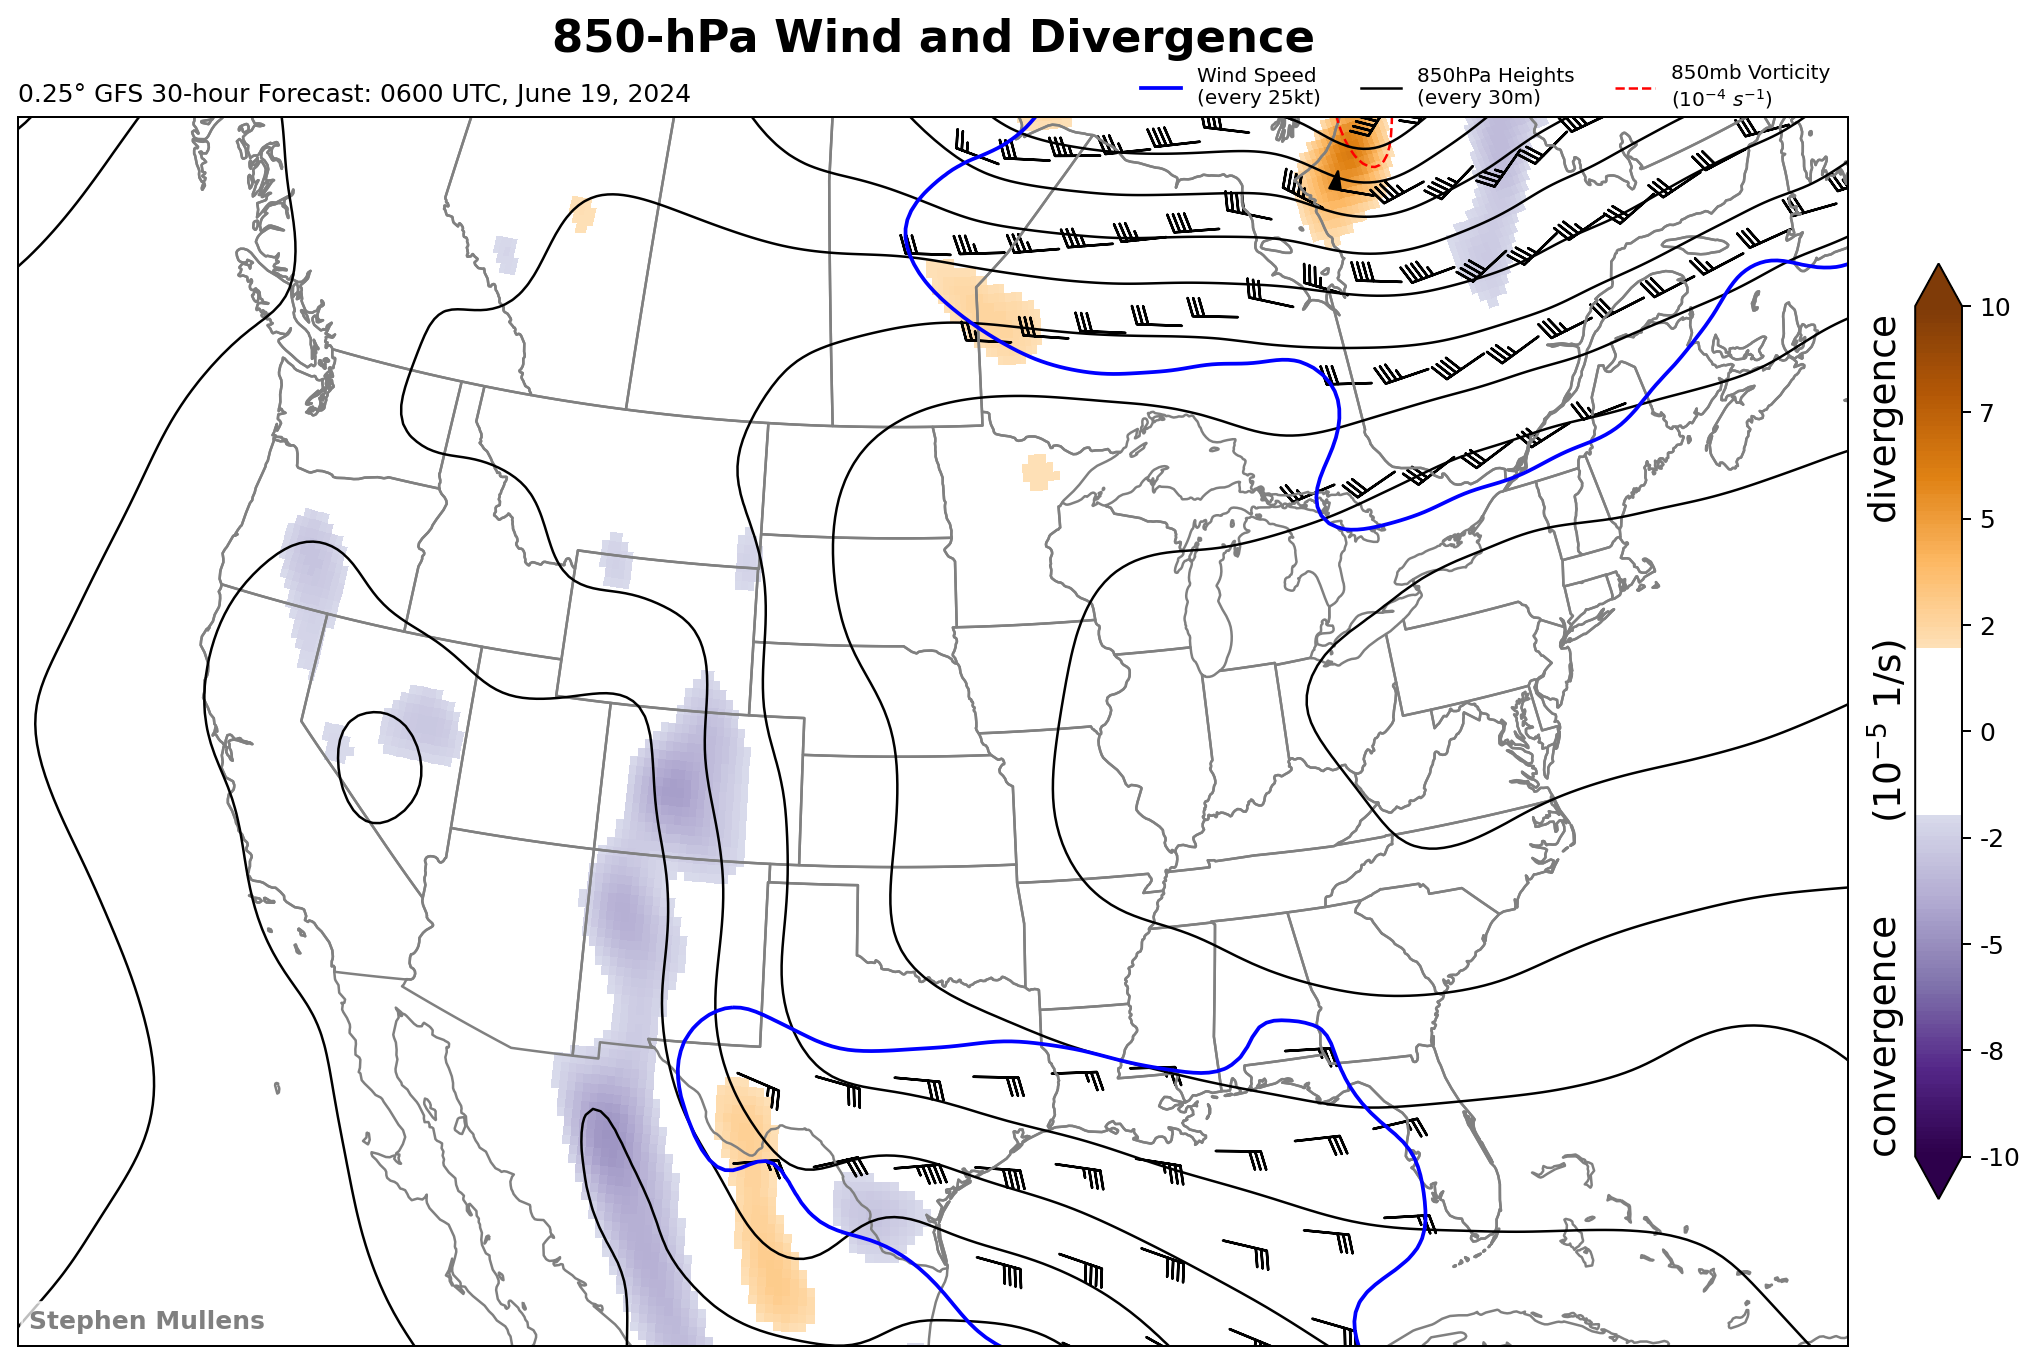 850-hPa Wind and Divergence
0.25° GFS 30-hour Forecast: 0600 UTC, June 19, 2024
Wind Speed
(every 25kt)
850hPa Heights
(every 30m)
850mb Vorticity
(10⁻⁴ s⁻¹)
10
7
5
2
0
-2
-5
-8
-10
convergence (10⁻⁵ 1/s) divergence
Stephen Mullens